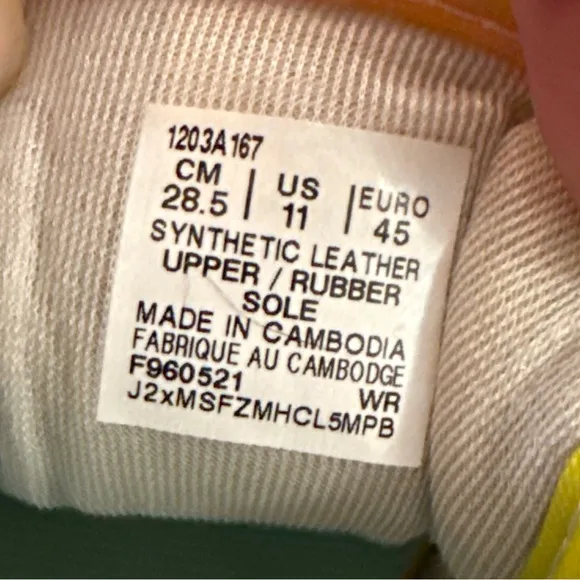 1203A167
CM 28.5 | US 11 | EURO 45
SYNTHETIC LEATHER
UPPER / RUBBER
SOLE
MADE IN CAMBODIA
FABRIQUE AU CAMBODGE
F960521 WR
J2xMSFZMHCL5MPB